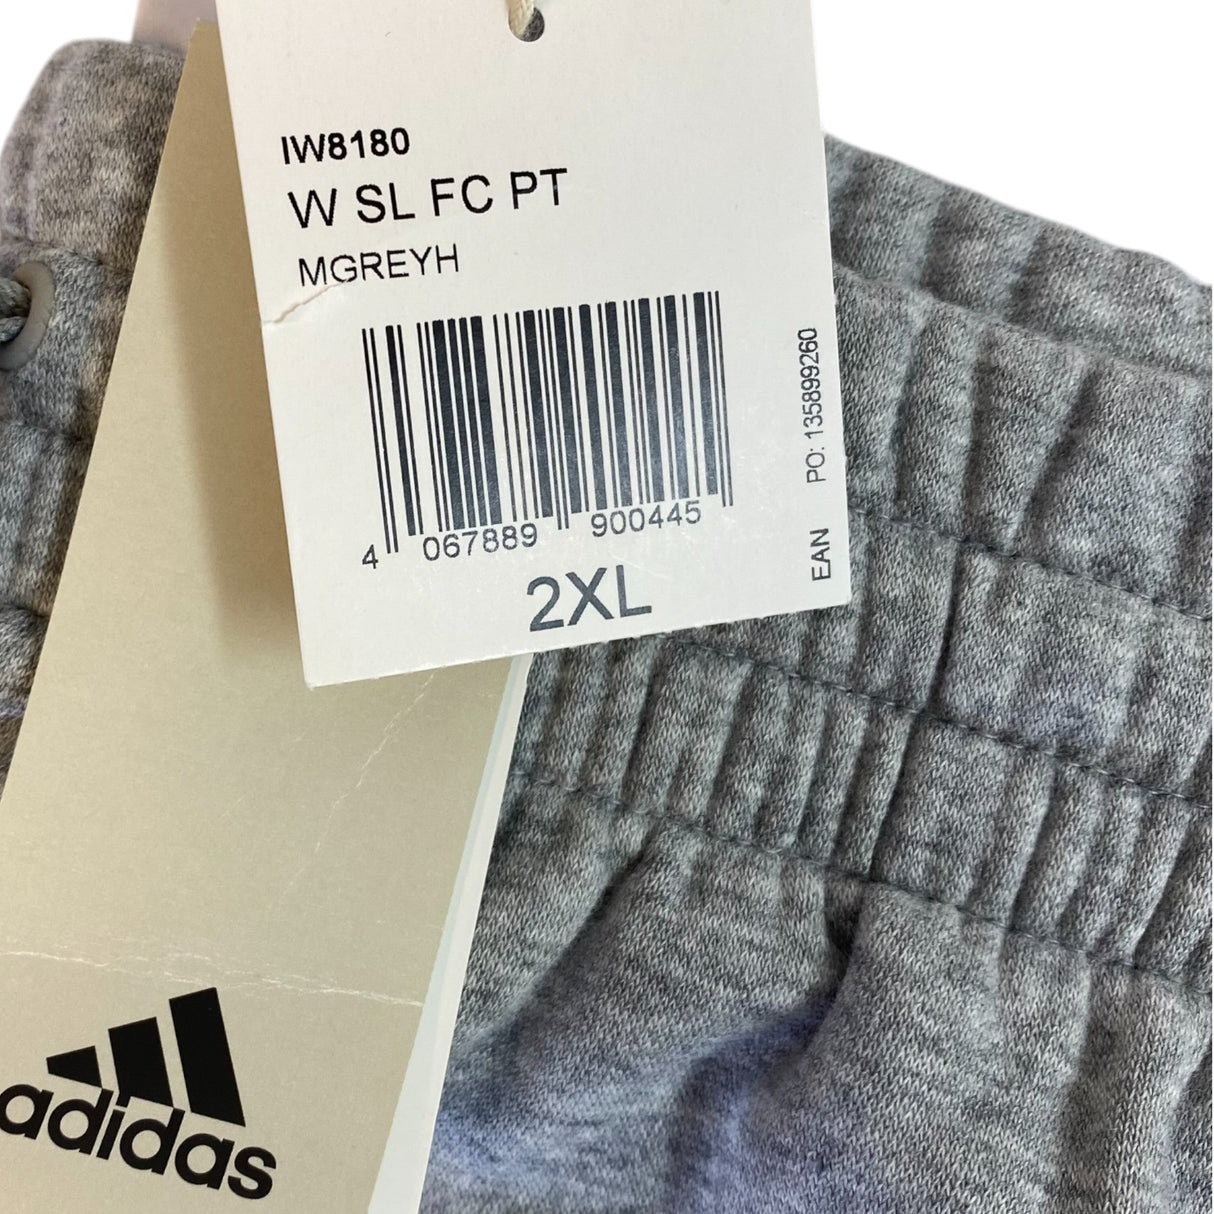 IW8180
W SL FC PT
MGREYH
4 067889 900445
2XL
EAN PO: 135899260
adidas